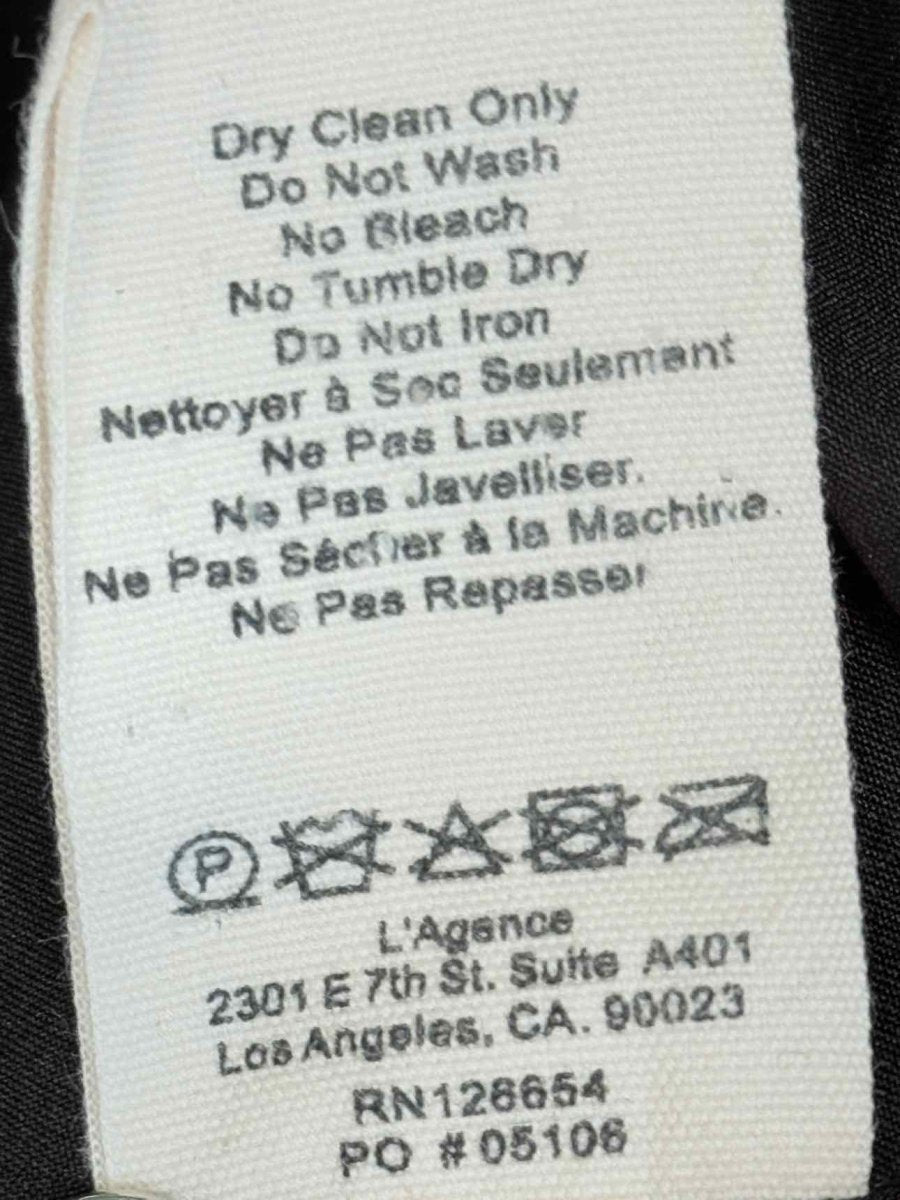 Dry Clean Only
Do Not Wash
No Bleach
No Tumble Dry
Do Not Iron
Nettoyer à Sec Seulement
Ne Pas Laver
Ne Pas Javelliser.
Ne Pas Sécher à la Machine.
Ne Pas Repasser
P
L'Agence
2301 E 7th St. Suite A401
Los Angeles, CA. 90023
RN126654
PO # 05106